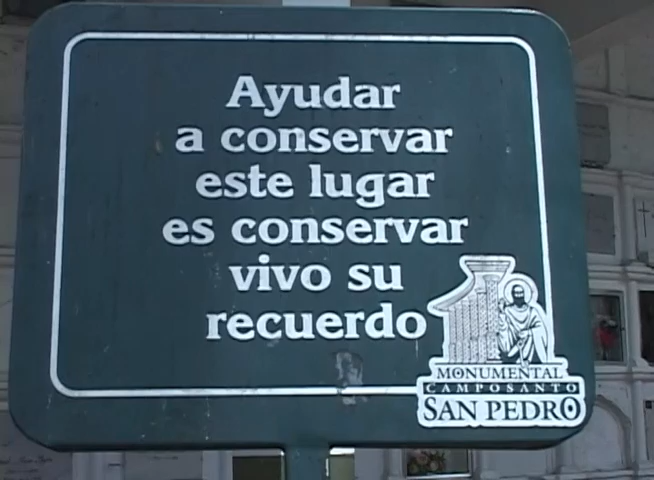 Ayudar
a conservar
este lugar
es conservar
vivo su
recuerdo
MONUMENTAL
CAMPOSANTO
SAN PEDRO